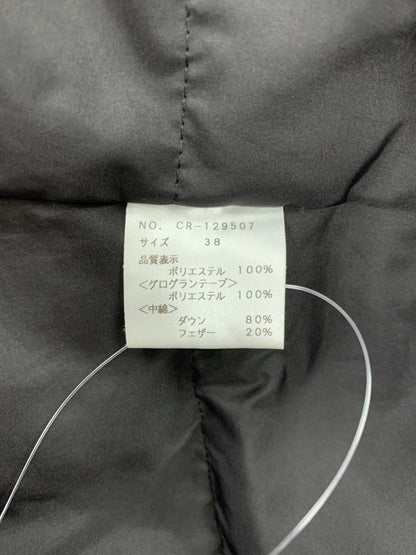 NO. CR-129507
サイズ 38
品質表示
ポリエステル 100%
<グログランテープ>
ポリエステル 100%
<中綿>
ダウン 80%
フェザー 20%